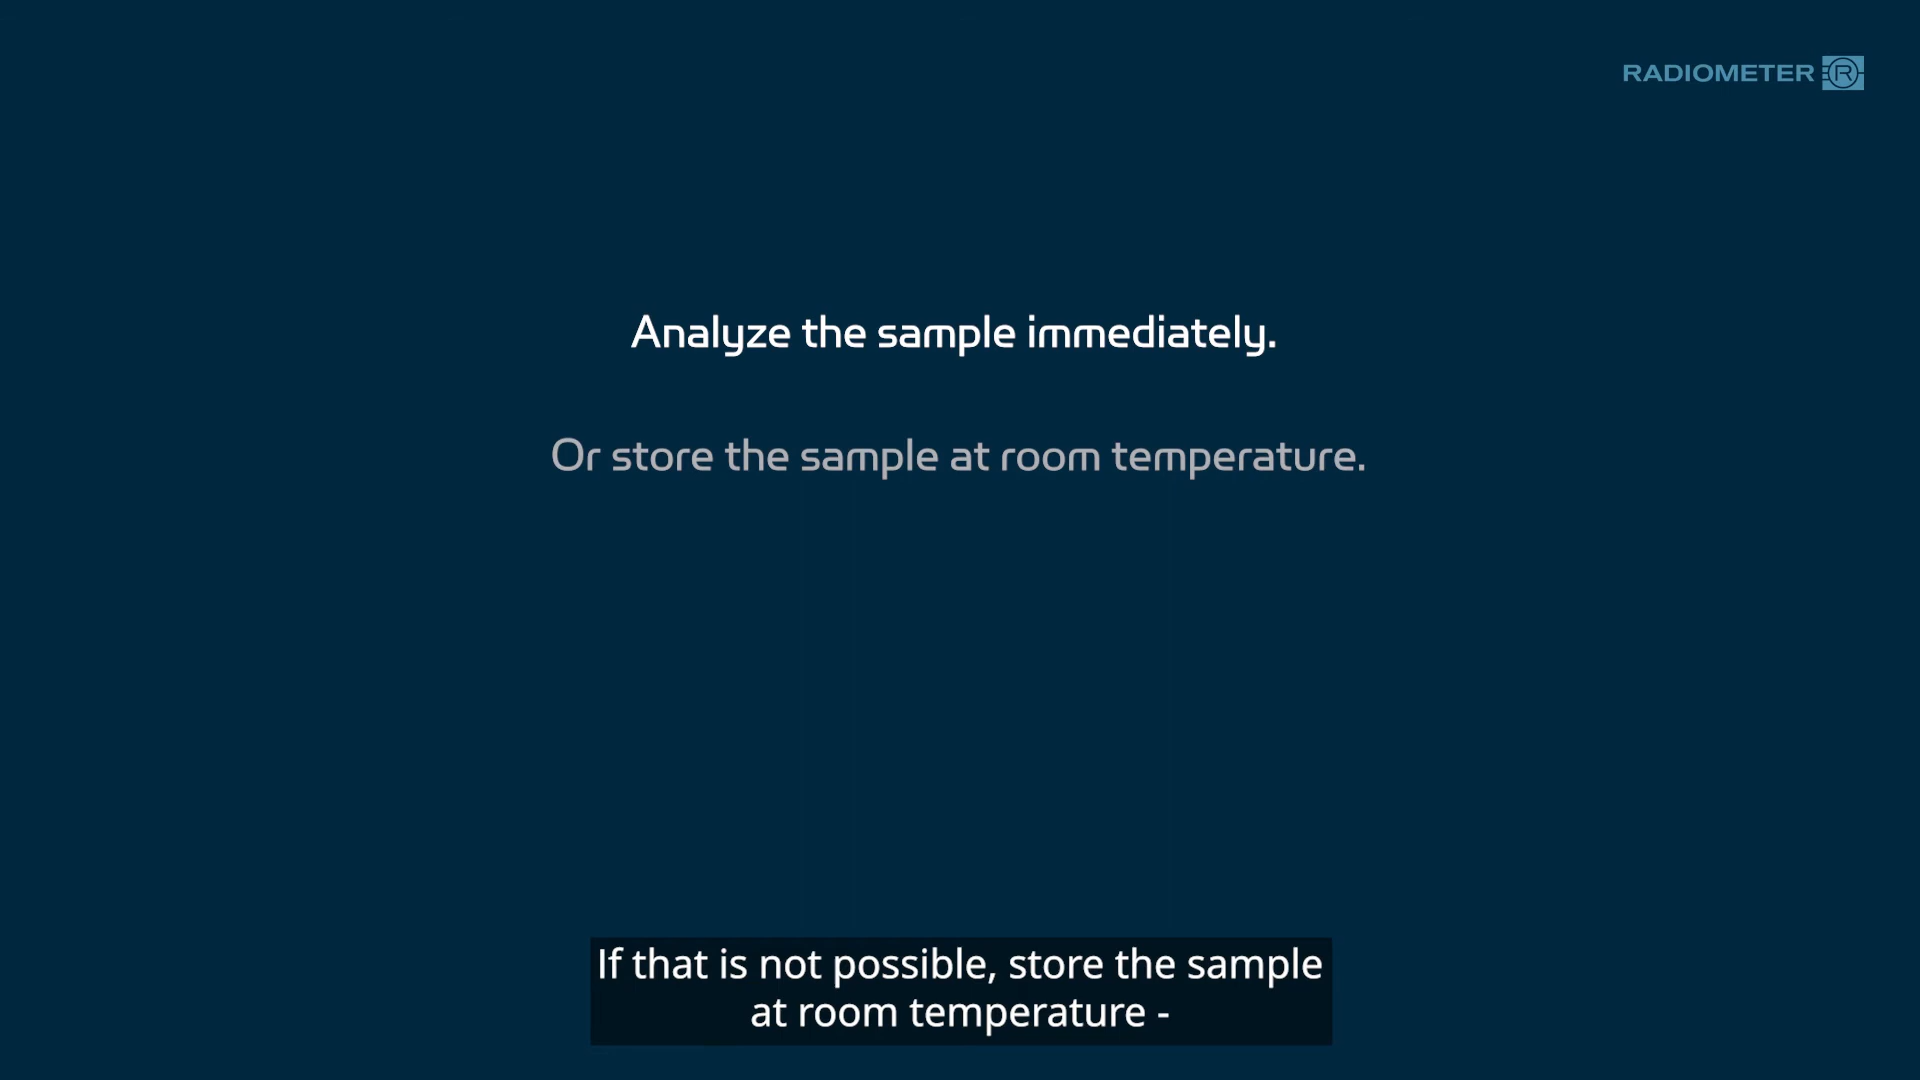 RADIOMETER
Analyze the sample immediately.
Or store the sample at room temperature.
If that is not possible, store the sample
at room temperature -